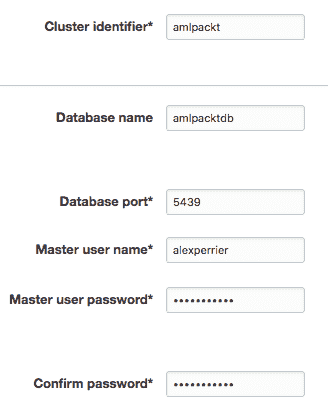 Cluster identifier* amlpackt
Database name amlpacktdb
Database port* 5439
Master user name* alexperrier
Master user password* •••••••••••
Confirm password* •••••••••••